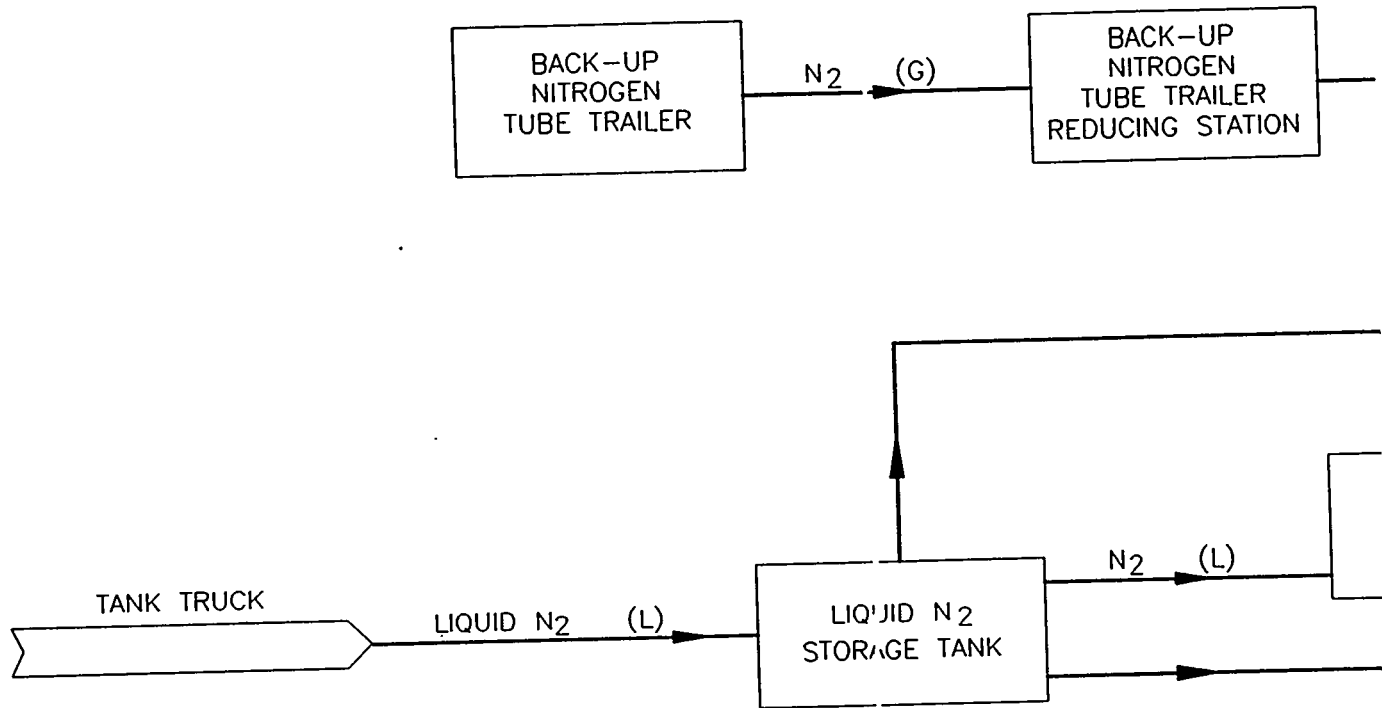 BACK-UP
NITROGEN
TUBE TRAILER
N2 (G)
BACK-UP
NITROGEN
TUBE TRAILER
REDUCING STATION
TANK TRUCK
LIQUID N2 (L)
LIQUID N2
STORAGE TANK
N2 (L)